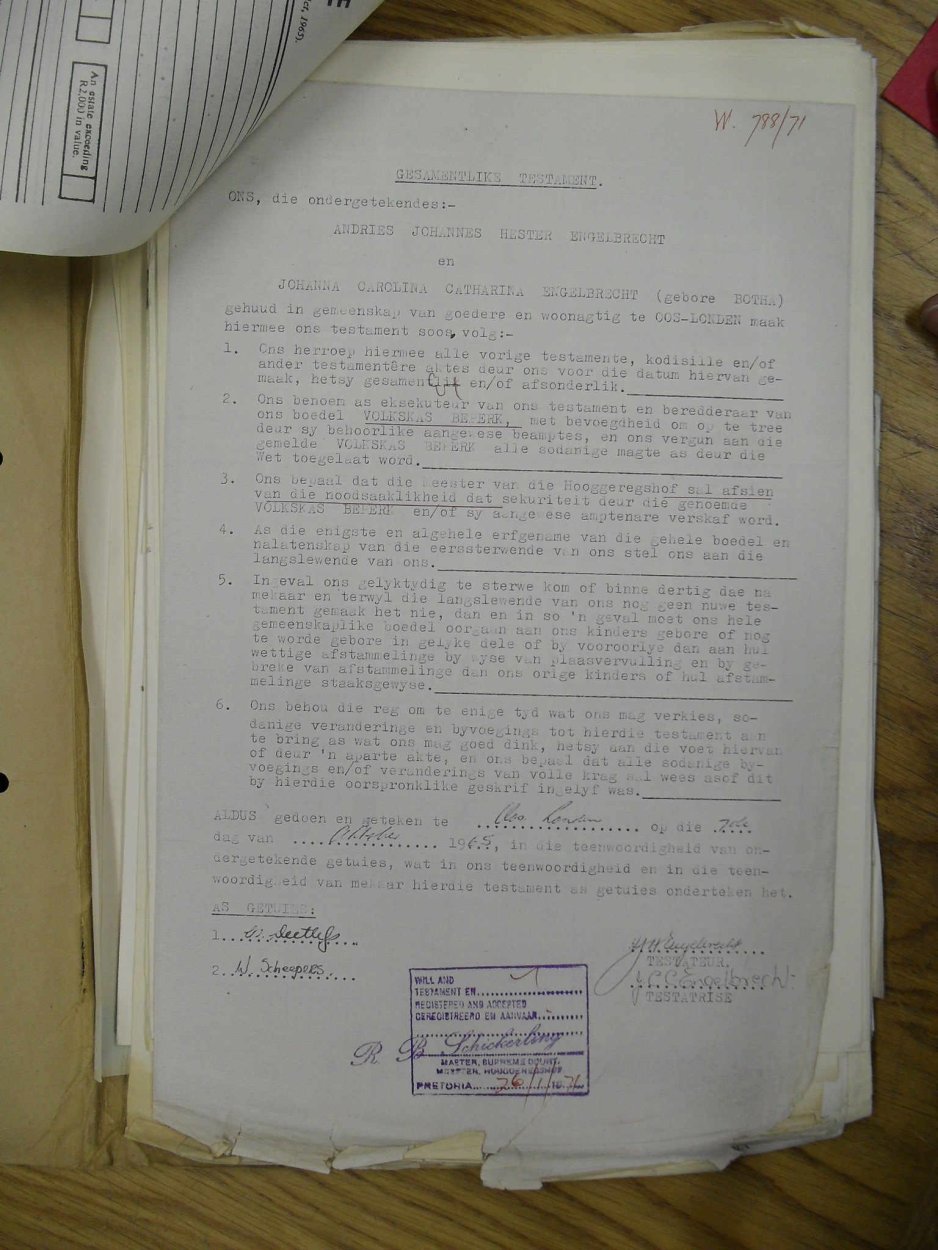 ct, 1965).
An estate exceeding
R2,000 in value.
W. 788/71
GESAMENTLIKE TESTAMENT.
ONS, die ondergetekendes:-
ANDRIES JOHANNES HESTER ENGELBRECHT
en
JOHANNA CAROLINA CATHARINA ENGELBRECHT (gebore BOTHA)
gehuud in gemeenskap van goedere en woonagtig te OOS-LONDEN maak
hiermee ons testament soos, volg:-
1. Ons herroep hiermee alle vorige testamente, kodisille en/of
ander testamentêre aktes deur ons voor die datum hiervan ge-
maak, hetsy gesamentlik en/of afsonderlik.
2. Ons benoem as eksekuteur van ons testament en beredderaar van
ons boedel VOLKSKAS BEPERK, met bevoegdheid om op te tree
deur sy behoorlike aangewese beamptes, en ons vergun aan die
gemelde VOLKSKAS BEPERK alle sodanige magte as deur die
Wet toegelaat word.
3. Ons bepaal dat die Meester van die Hooggeregshof sal afsien
van die noodsaaklikheid dat sekuriteit deur die genoemde
VOLKSKAS BEPERK en/of sy aangewese amptenare verskaf word.
4. As die enigste en algehele erfgename van die gehele boedel en
nalatenskap van die eerssterwende van ons stel ons aan die
langslewende van ons.
5. Ingeval ons gelyktydig te sterwe kom of binne dertig dae na
mekaar en terwyl die langslewende van ons nog geen nuwe tes-
tament gemaak het nie, dan en in so 'n geval moet ons hele
gemeenskaplike boedel oorgaan aan ons kinders gebore of nog
te worde gebore in gelyke dele of by vooroorlye dan aan hul
wettige afstammelinge by wyse van plaasvervulling en by ge-
breke van afstammelinge dan ons orige kinders of hul afstam-
melinge staaksgewyse.
6. Ons behou die reg om te enige tyd wat ons mag verkies, so-
danige veranderinge en byvoegings tot hierdie testament aan
te bring as wat ons mag goed dink, hetsy aan die voet hiervan
of deur 'n aparte akte, en ons bepaal dat alle sodanige by-
voegings en/of veranderings van volle krag sal wees asof dit
by hierdie oorspronklike geskrif ingelyf was.
ALDUS gedoen en geteken te Oos Londen op die 7de
dag van Oktober 1965, in die teenwoordigheid van on-
dergetekende getuies, wat in ons teenwoordigheid en in die teen-
woordigheid van mekaar hierdie testament as getuies onderteken het.
AS GETUIES:
1. Deetlefs
2. W. Scheepers
Engelbrecht
TESTATEUR.
J.C.C. Engelbrecht.
TESTATRISE
WILL AND
TESTAMENT EN
REGISTERED AND ACCEPTED
GEREGISTREERD EN AANVAAR
R B Schickerling
MASTER, SUPREME COURT.
MEESTER, HOOGGEREGSHOF
PRETORIA 26/1/1971